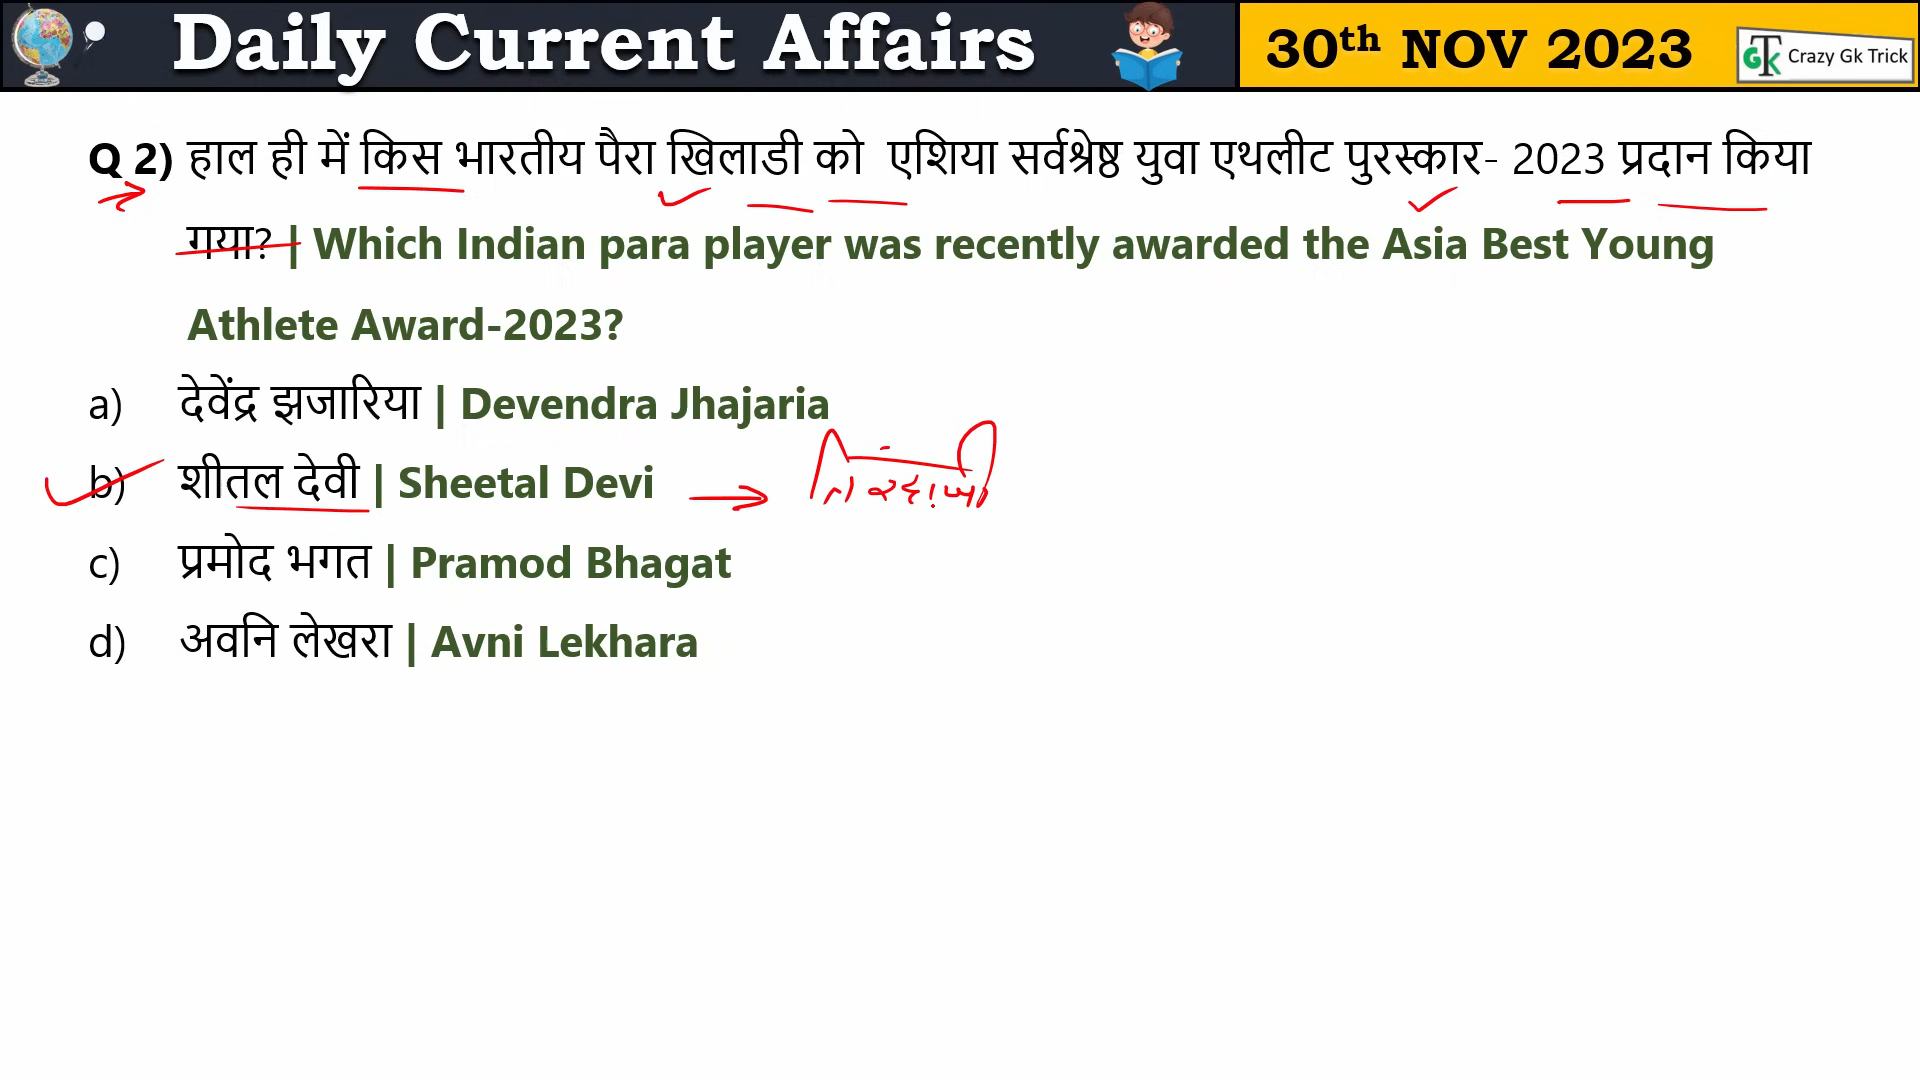 Daily Current Affairs
30th NOV 2023
GTK Crazy Gk Trick
Q 2) हाल ही में किस भारतीय पैरा खिलाडी को एशिया सर्वश्रेष्ठ युवा एथलीट पुरस्कार- 2023 प्रदान किया
गया? | Which Indian para player was recently awarded the Asia Best Young
Athlete Award-2023?
a) देवेंद्र झजारिया | Devendra Jhajaria
b) शीतल देवी | Sheetal Devi → तीरंदाजी
c) प्रमोद भगत | Pramod Bhagat
d) अवनि लेखरा | Avni Lekhara